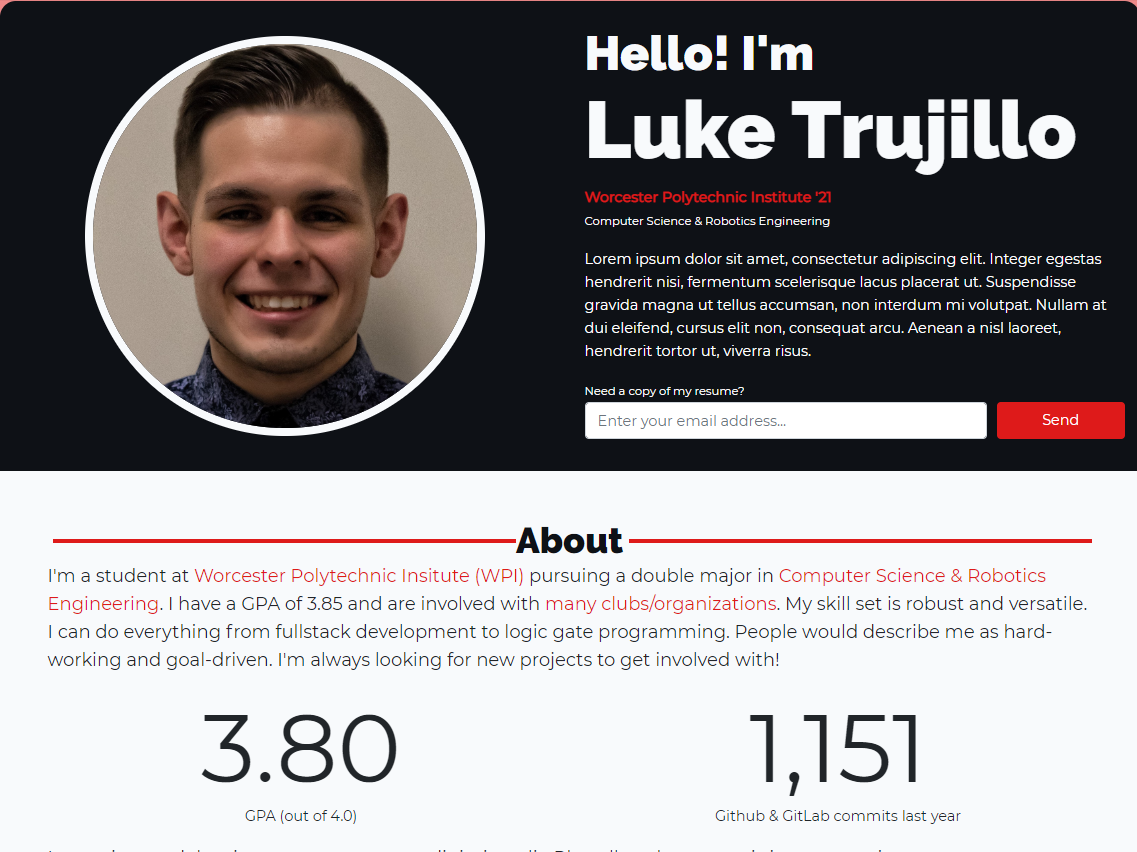 Hello! I'm
Luke Trujillo
Worcester Polytechnic Institute '21
Computer Science & Robotics Engineering
Lorem ipsum dolor sit amet, consectetur adipiscing elit. Integer egestas
hendrerit nisi, fermentum scelerisque lacus placerat ut. Suspendisse
gravida magna ut tellus accumsan, non interdum mi volutpat. Nullam at
dui eleifend, cursus elit non, consequat arcu. Aenean a nisl laoreet,
hendrerit tortor ut, viverra risus.
Need a copy of my resume?
Enter your email address...
Send
About
I'm a student at Worcester Polytechnic Insitute (WPI) pursuing a double major in Computer Science & Robotics
Engineering. I have a GPA of 3.85 and are involved with many clubs/organizations. My skill set is robust and versatile.
I can do everything from fullstack development to logic gate programming. People would describe me as hard-
working and goal-driven. I'm always looking for new projects to get involved with!
3.80
1,151
GPA (out of 4.0)
Github & GitLab commits last year